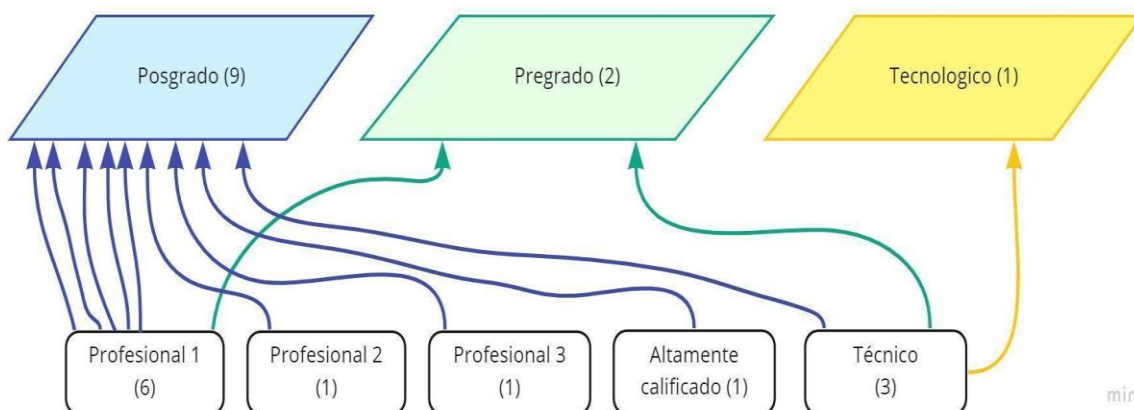 Posgrado (9)
Pregrado (2)
Tecnologico (1)
Profesional 1
(6)
Profesional 2
(1)
Profesional 3
(1)
Altamente
calificado (1)
Técnico
(3)